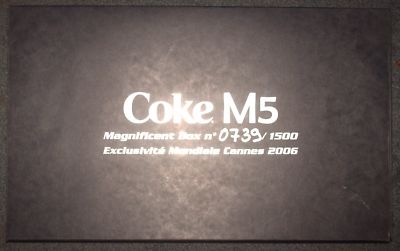 Coke M5
Magnificent Box n° 0739/1500
Exclusivité Mondiale Cannes 2006